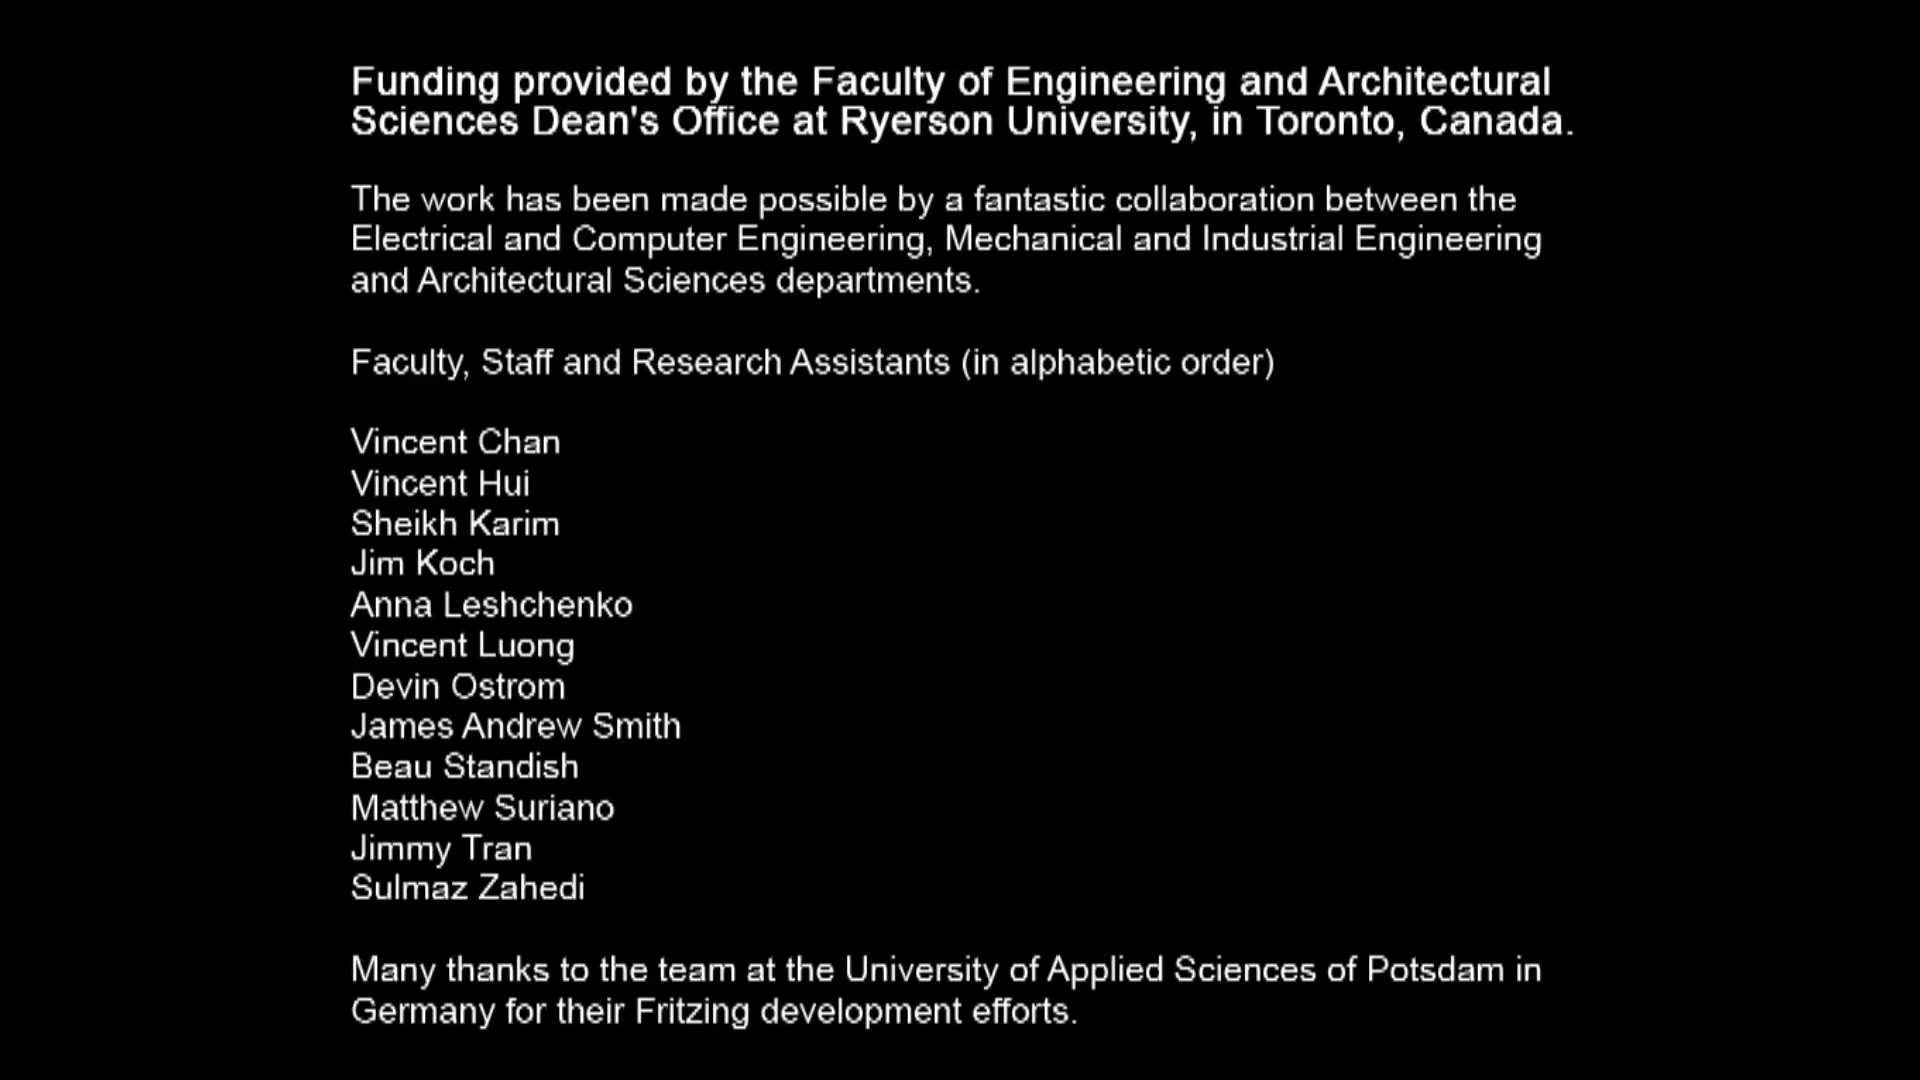 Funding provided by the Faculty of Engineering and Architectural
Sciences Dean's Office at Ryerson University, in Toronto, Canada.
The work has been made possible by a fantastic collaboration between the
Electrical and Computer Engineering, Mechanical and Industrial Engineering
and Architectural Sciences departments.
Faculty, Staff and Research Assistants (in alphabetic order)
Vincent Chan
Vincent Hui
Sheikh Karim
Jim Koch
Anna Leshchenko
Vincent Luong
Devin Ostrom
James Andrew Smith
Beau Standish
Matthew Suriano
Jimmy Tran
Sulmaz Zahedi
Many thanks to the team at the University of Applied Sciences of Potsdam in
Germany for their Fritzing development efforts.